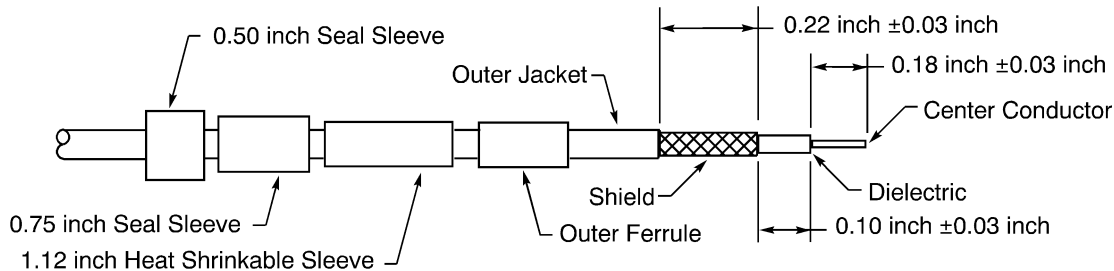 0.50 inch Seal Sleeve
0.22 inch ±0.03 inch
0.18 inch ±0.03 inch
Outer Jacket
Center Conductor
Shield
Dielectric
0.75 inch Seal Sleeve
Outer Ferrule
0.10 inch ±0.03 inch
1.12 inch Heat Shrinkable Sleeve